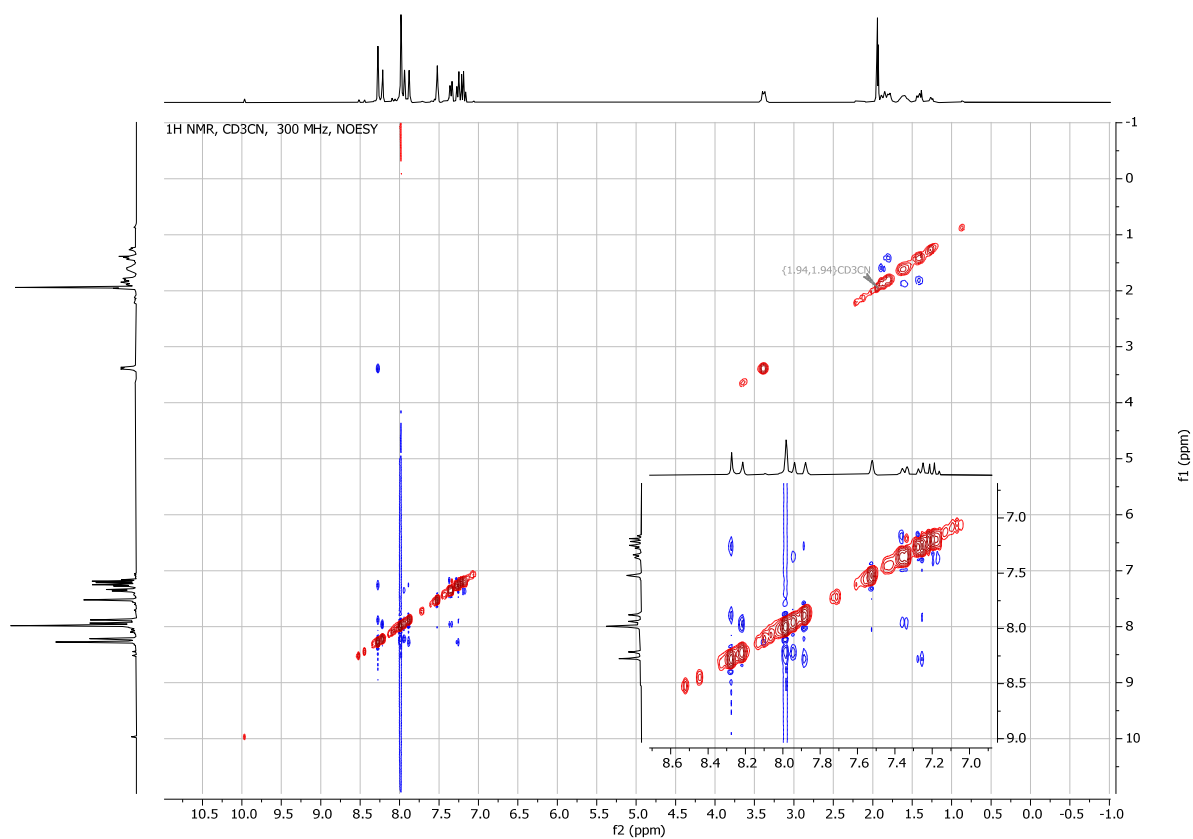 1H NMR, CD3CN, 300 MHz, NOESY
-1
0
1
{1.94,1.94}CD3CN
2
3
4
5
6
7
8
9
10
f1 (ppm)
7.0
7.5
8.0
8.5
9.0
8.6 8.4 8.2 8.0 7.8 7.6 7.4 7.2 7.0
10.5 10.0 9.5 9.0 8.5 8.0 7.5 7.0 6.5 6.0 5.5 5.0 4.5 4.0 3.5 3.0 2.5 2.0 1.5 1.0 0.5 0.0 -0.5 -1.0
f2 (ppm)